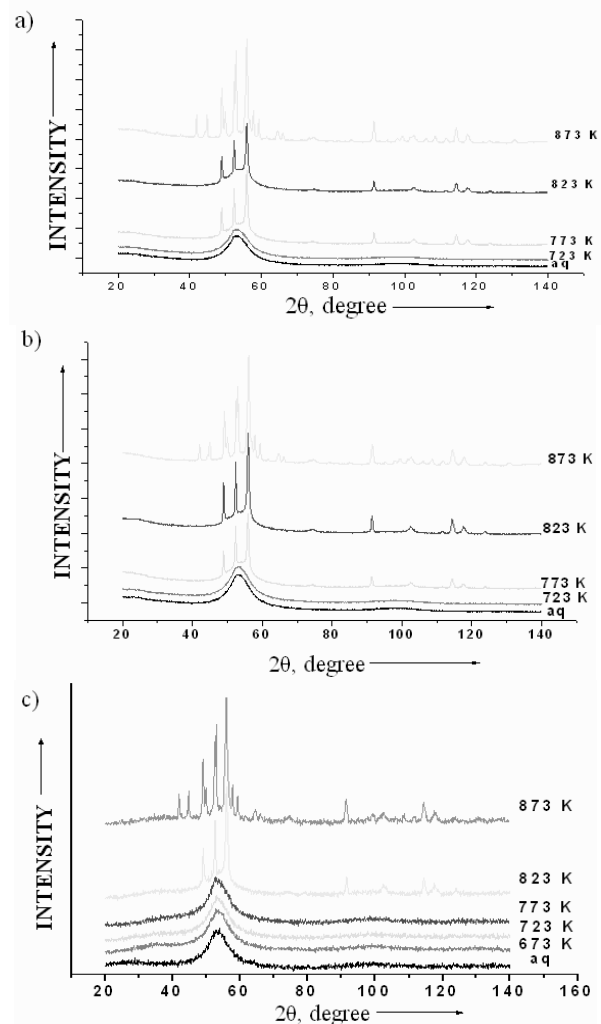 a)
INTENSITY
873 K
823 K
773 K
723 K
aq
20 40 60 80 100 120 140
2θ, degree
b)
INTENSITY
873 K
823 K
773 K
723 K
aq
20 40 60 80 100 120 140
2θ, degree
c)
INTENSITY
873 K
823 K
773 K
723 K
673 K
aq
20 40 60 80 100 120 140 160
2θ, degree